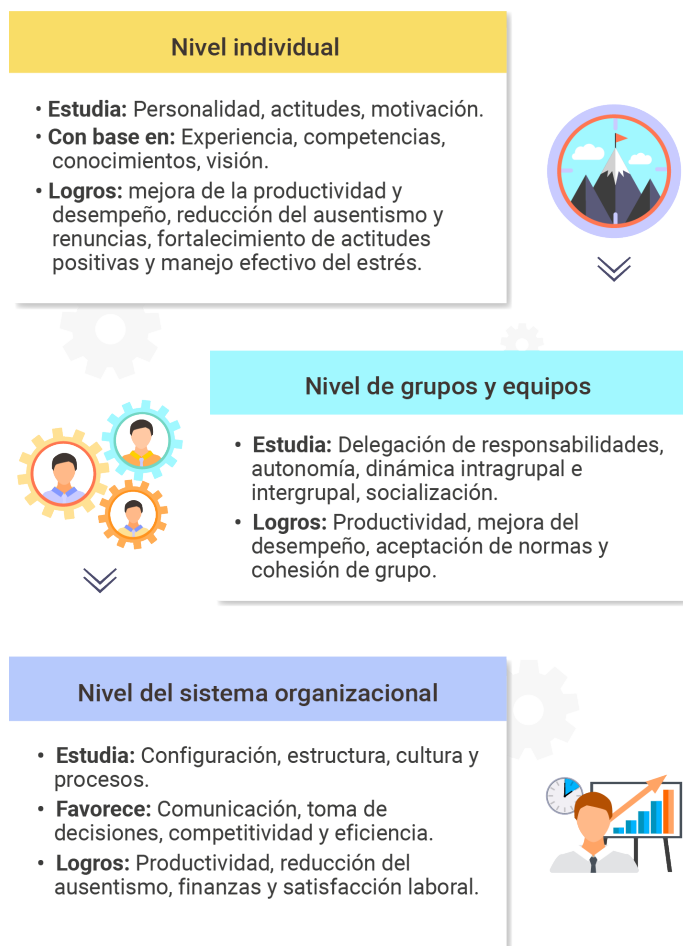 Nivel individual
• Estudia: Personalidad, actitudes, motivación.
• Con base en: Experiencia, competencias,
conocimientos, visión.
• Logros: mejora de la productividad y
desempeño, reducción del ausentismo y
renuncias, fortalecimiento de actitudes
positivas y manejo efectivo del estrés.
Nivel de grupos y equipos
• Estudia: Delegación de responsabilidades,
autonomía, dinámica intragrupal e
intergrupal, socialización.
• Logros: Productividad, mejora del
desempeño, aceptación de normas y
cohesión de grupo.
Nivel del sistema organizacional
• Estudia: Configuración, estructura, cultura y
procesos.
• Favorece: Comunicación, toma de
decisiones, competitividad y eficiencia.
• Logros: Productividad, reducción del
ausentismo, finanzas y satisfacción laboral.